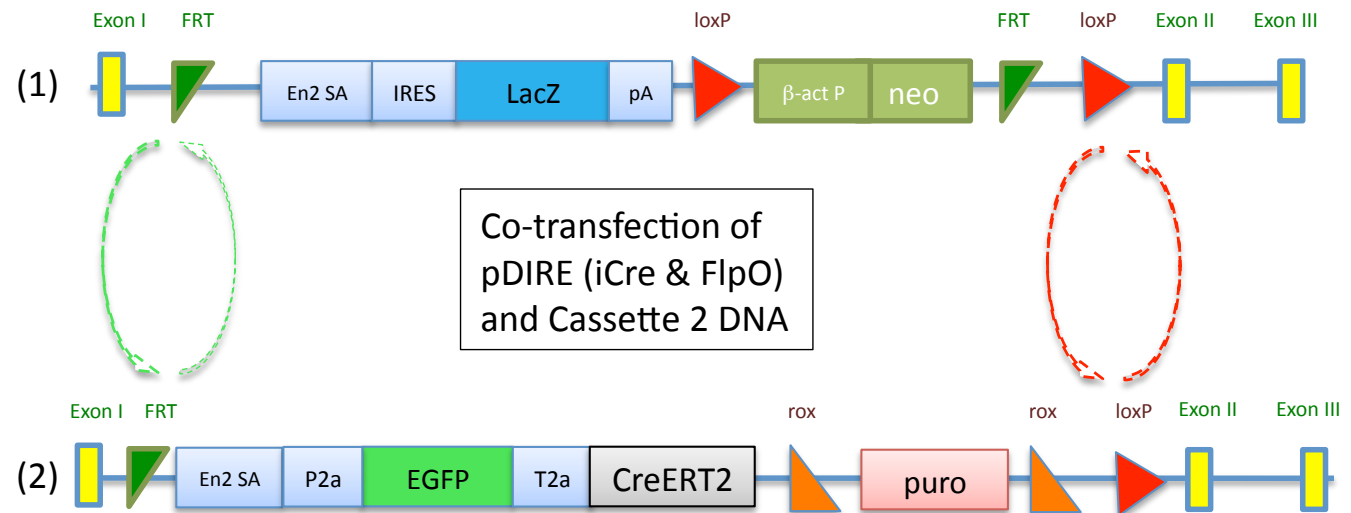 Exon I FRT loxP FRT loxP Exon II Exon III
(1) En2 SA IRES LacZ pA β-act P neo
Co-transfection of
pDIRE (iCre & FlpO)
and Cassette 2 DNA
Exon I FRT rox rox loxP Exon II Exon III
(2) En2 SA P2a EGFP T2a CreERT2 puro